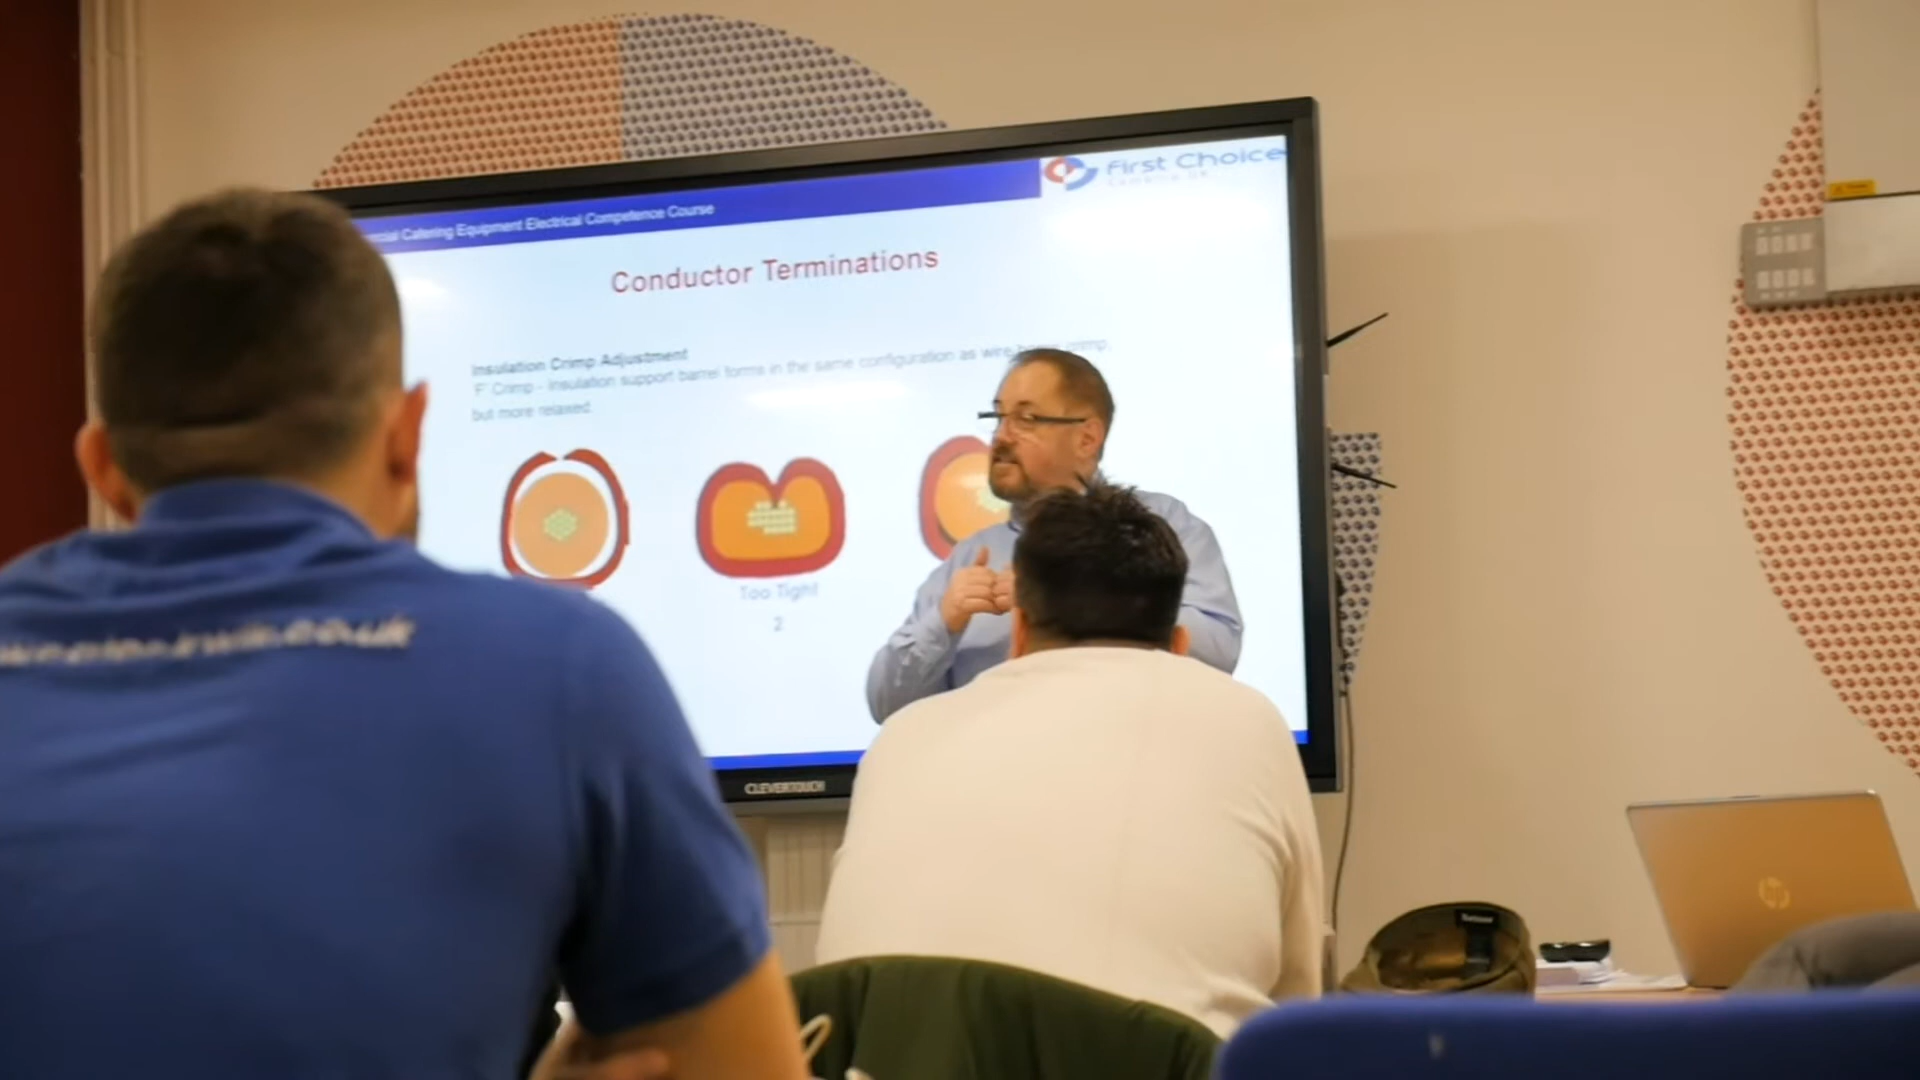 First Choice
Catering Equipment Electrical Competence Course
Conductor Terminations
Insulation Crimp Adjustment
'F' Crimp - Insulation support barrel forms in the same configuration as wire crimp,
but more relaxed.
Too Tight
2
CLEVERTOUCH
hp